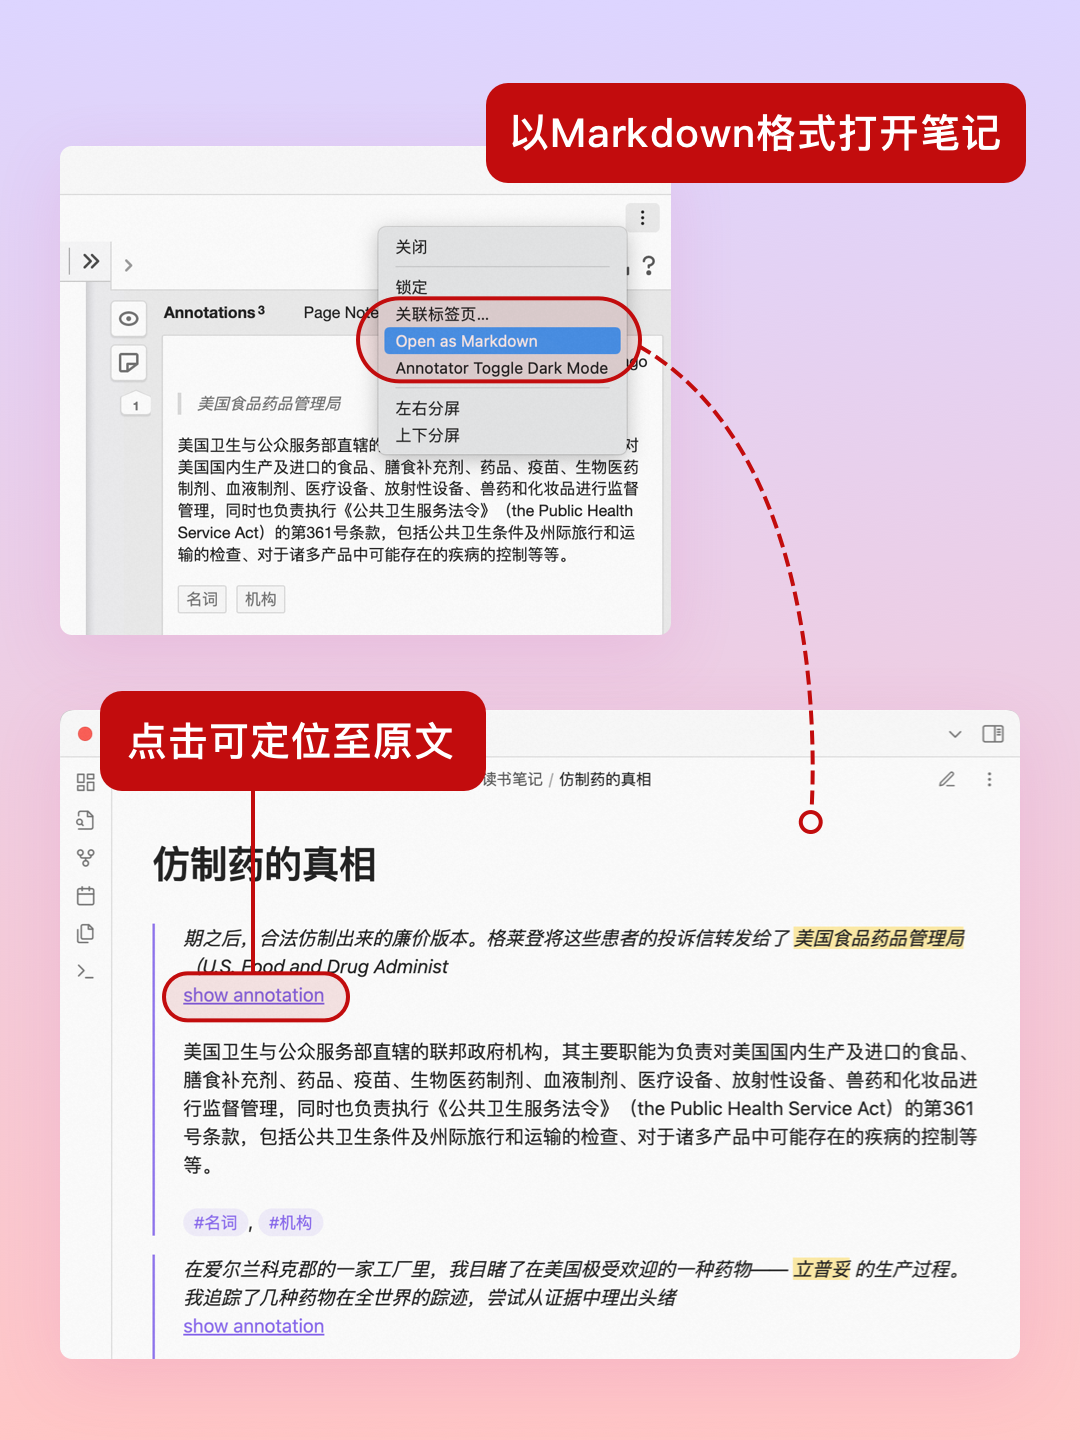 以Markdown格式打开笔记
关闭
锁定
关联标签页...
Open as Markdown
Annotator Toggle Dark Mode
左右分屏
上下分屏
?
Annotations 3
Page Note
go
1
美国食品药品管理局
美国卫生与公众服务部直辖的
对
美国国内生产及进口的食品、膳食补充剂、药品、疫苗、生物医药
制剂、血液制剂、医疗设备、放射性设备、兽药和化妆品进行监督
管理，同时也负责执行《公共卫生服务法令》（the Public Health
Service Act）的第361号条款，包括公共卫生条件及州际旅行和运
输的检查、对于诸多产品中可能存在的疾病的控制等等。
名词 机构
点击可定位至原文
读书笔记 / 仿制药的真相
仿制药的真相
期之后，合法仿制出来的廉价版本。格莱登将这些患者的投诉信转发给了 美国食品药品管理局
（U.S. Food and Drug Administ
show annotation
美国卫生与公众服务部直辖的联邦政府机构，其主要职能为负责对美国国内生产及进口的食品、
膳食补充剂、药品、疫苗、生物医药制剂、血液制剂、医疗设备、放射性设备、兽药和化妆品进
行监督管理，同时也负责执行《公共卫生服务法令》（the Public Health Service Act）的第361
号条款，包括公共卫生条件及州际旅行和运输的检查、对于诸多产品中可能存在的疾病的控制等
等。
#名词 , #机构
在爱尔兰科克郡的一家工厂里，我目睹了在美国极受欢迎的一种药物—— 立普妥 的生产过程。
我追踪了几种药物在全世界的踪迹，尝试从证据中理出头绪
show annotation